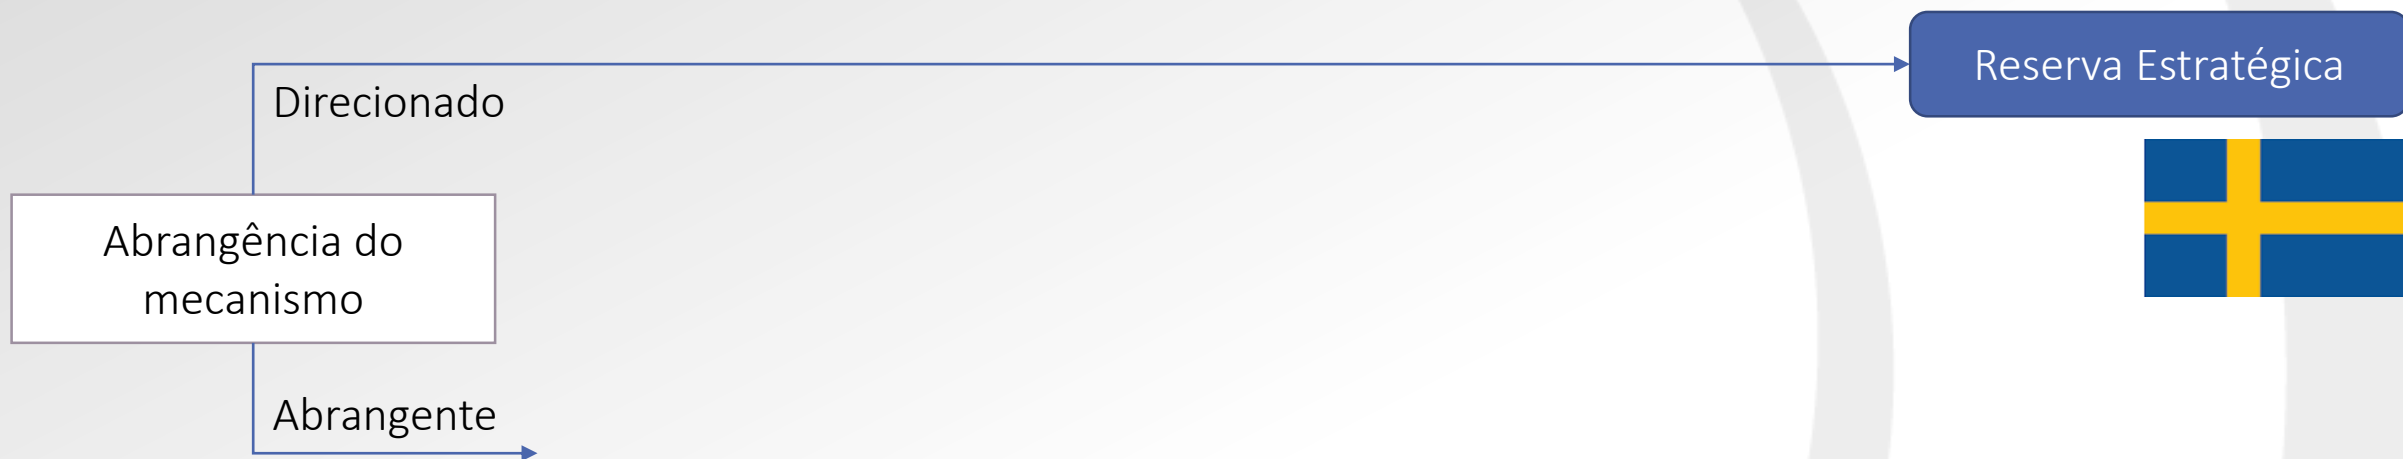 Reserva Estratégica
Direcionado
Abrangência do
mecanismo
Abrangente